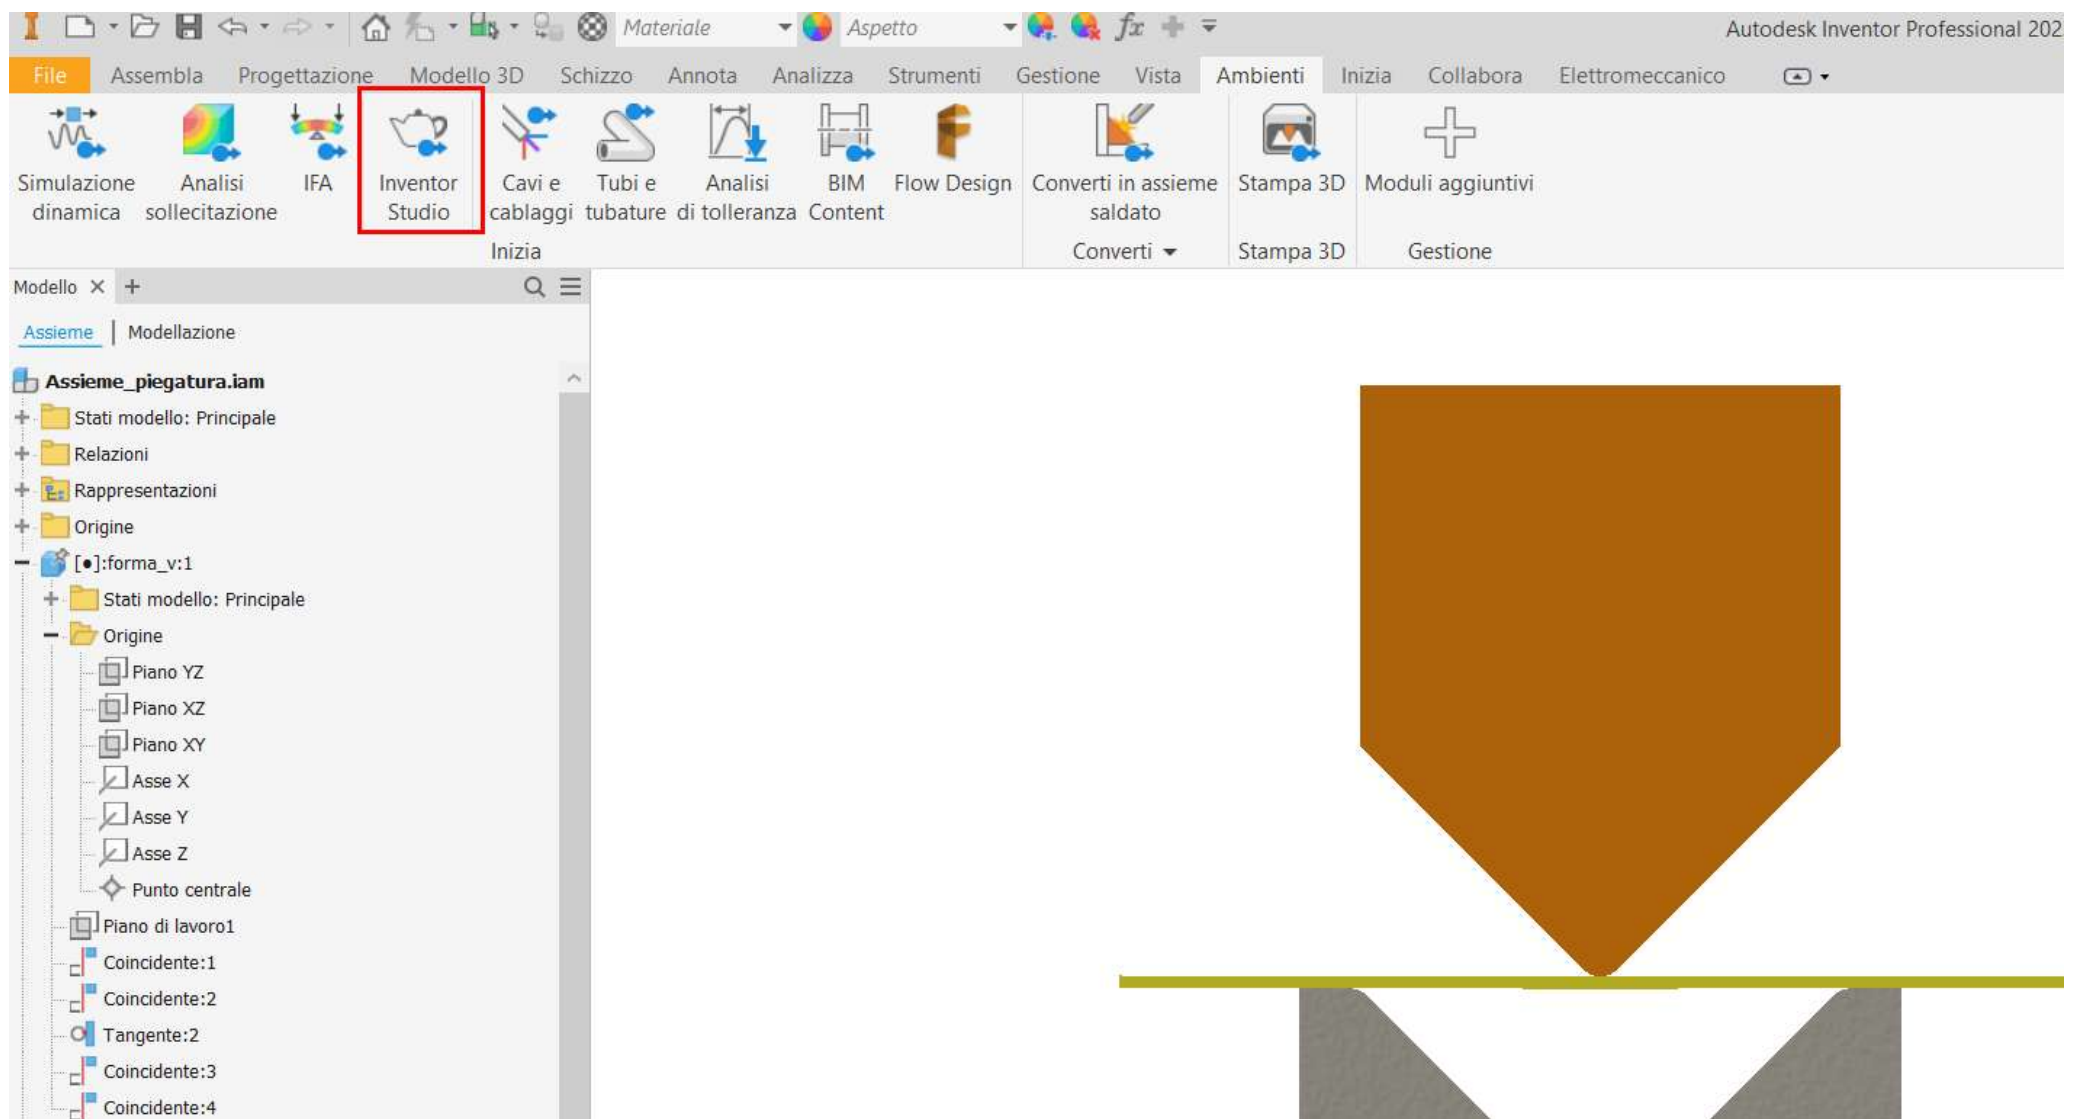 Materiale Aspetto fx Autodesk Inventor Professional 202
File Assembla Progettazione Modello 3D Schizzo Annota Analizza Strumenti Gestione Vista Ambienti Inizia Collabora Elettromeccanico
Simulazione dinamica
Analisi sollecitazione
IFA
Inventor Studio
Cavi e cablaggi
Tubi e tubature
Analisi di tolleranza
BIM Content
Flow Design
Converti in assieme saldato
Stampa 3D
Moduli aggiuntivi
Inizia Converti Stampa 3D Gestione
Modello
Assieme | Modellazione
Assieme_piegatura.iam
Stati modello: Principale
Relazioni
Rappresentazioni
Origine
[•]:forma_v:1
Stati modello: Principale
Origine
Piano YZ
Piano XZ
Piano XY
Asse X
Asse Y
Asse Z
Punto centrale
Piano di lavoro1
Coincidente:1
Coincidente:2
Tangente:2
Coincidente:3
Coincidente:4